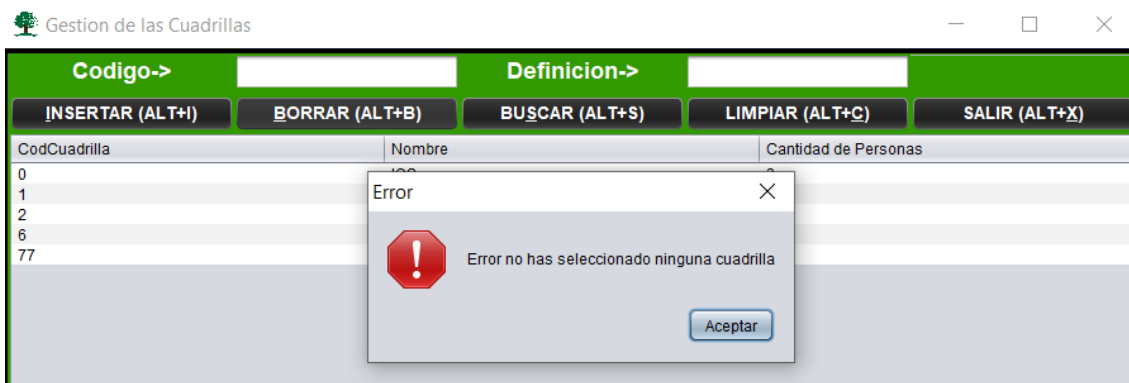 Gestion de las Cuadrillas
Codigo-> Definicion->
INSERTAR (ALT+I) BORRAR (ALT+B) BUSCAR (ALT+S) LIMPIAR (ALT+C) SALIR (ALT+X)
CodCuadrilla Nombre Cantidad de Personas
0
1
2
6
77
Error
Error no has seleccionado ninguna cuadrilla
Aceptar